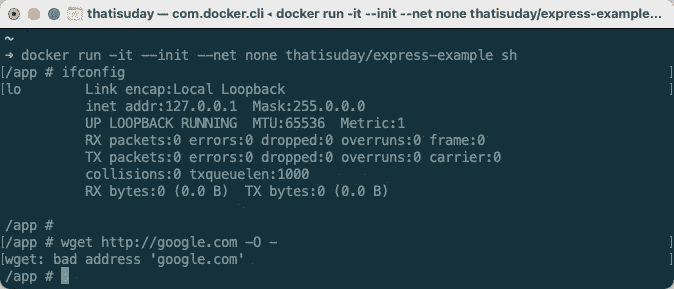 thatisuday — com.docker.cli ◂ docker run -it --init --net none thatisuday/express-example...
~
➜ docker run -it --init --net none thatisuday/express-example sh
[/app # ifconfig ]
[lo        Link encap:Local Loopback ]
          inet addr:127.0.0.1  Mask:255.0.0.0
          UP LOOPBACK RUNNING  MTU:65536  Metric:1
          RX packets:0 errors:0 dropped:0 overruns:0 frame:0
          TX packets:0 errors:0 dropped:0 overruns:0 carrier:0
          collisions:0 txqueuelen:1000
          RX bytes:0 (0.0 B)  TX bytes:0 (0.0 B)
/app #
[/app # wget http://google.com -O - ]
[wget: bad address 'google.com' ]
/app #